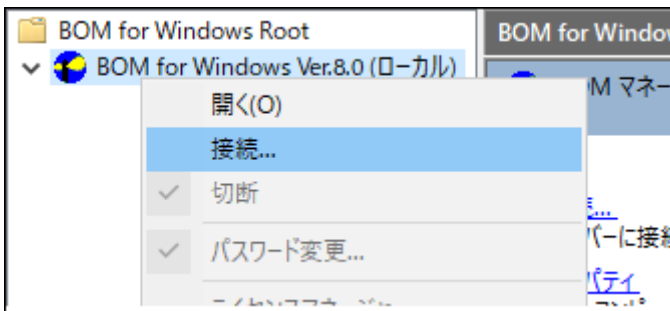 BOM for Windows Root
BOM for Windows Ver.8.0 (ローカル)
開く(O)
接続...
切断
パスワード変更...
BOM for Window
M マネー
...
バーに接続
パティ